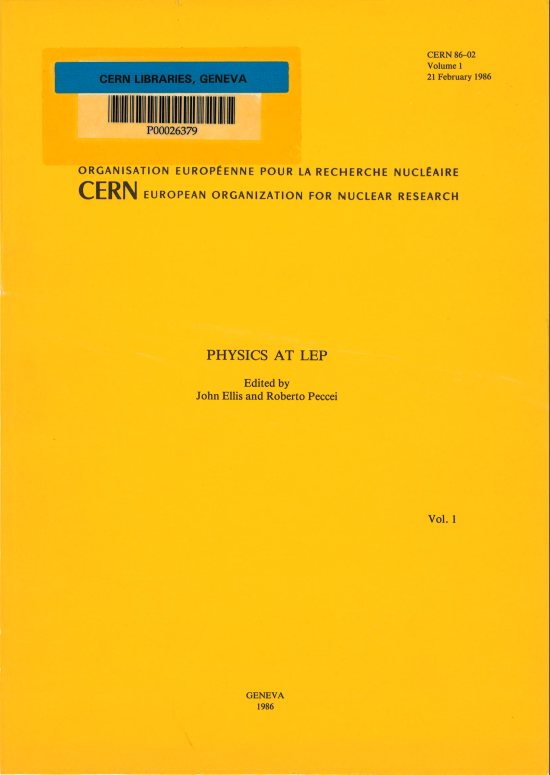 CERN 86–02
Volume 1
21 February 1986
CERN LIBRARIES, GENEVA
P00026379
ORGANISATION EUROPÉENNE POUR LA RECHERCHE NUCLÉAIRE
CERN EUROPEAN ORGANIZATION FOR NUCLEAR RESEARCH
PHYSICS AT LEP
Edited by
John Ellis and Roberto Peccei
Vol. 1
GENEVA
1986